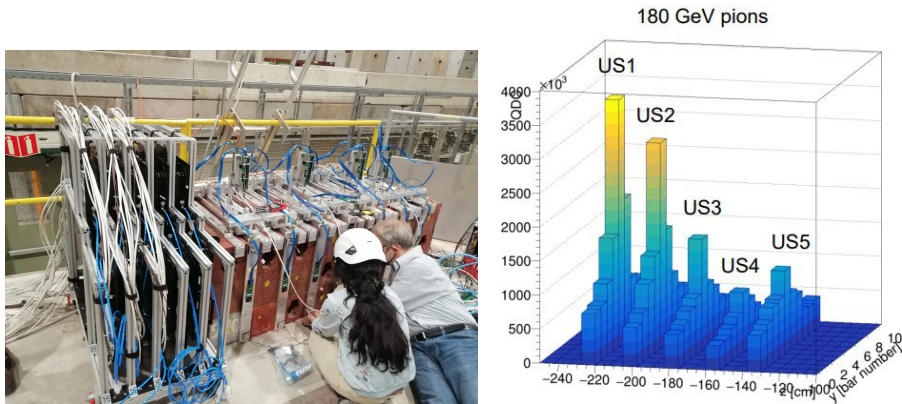 180 GeV pions
×10³
QDC
US1
US2
US3
US4
US5
4000
3500
3000
2500
2000
1500
1000
500
0
−240 −220 −200 −180 −160 −140 −120 −100
z [cm]
0 2 4 6 8 10
y [bar number]